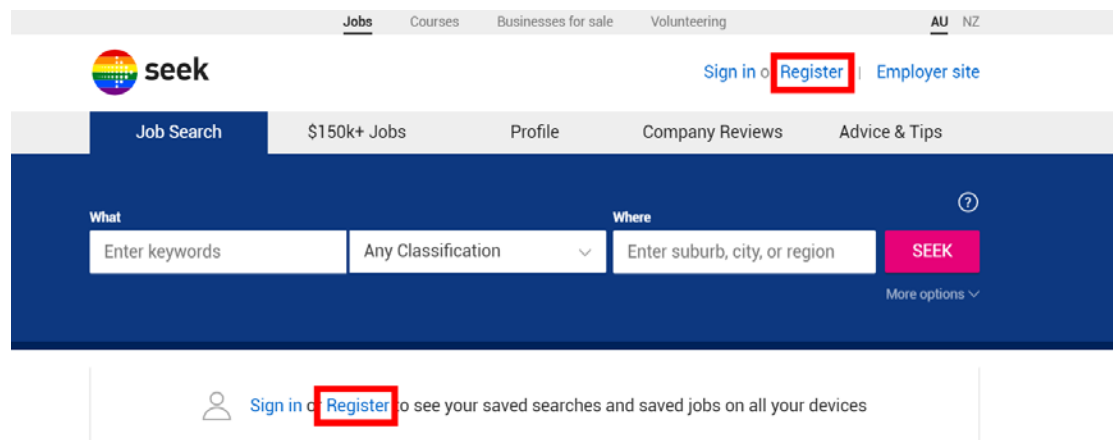 Jobs Courses Businesses for sale Volunteering AU NZ
seek
Sign in o Register | Employer site
Job Search $150k+ Jobs Profile Company Reviews Advice & Tips
?
What Where
Enter keywords Any Classification Enter suburb, city, or region SEEK
More options
Sign in or Register to see your saved searches and saved jobs on all your devices